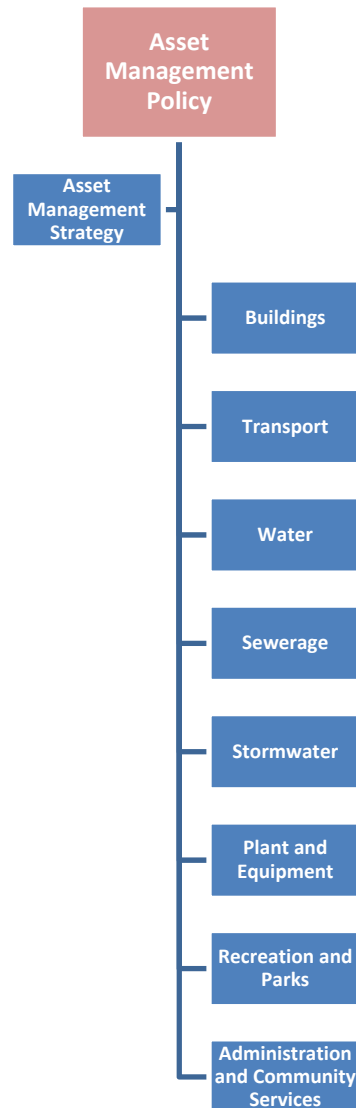 Asset
Management
Policy
Asset
Management
Strategy
Buildings
Transport
Water
Sewerage
Stormwater
Plant and
Equipment
Recreation and
Parks
Administration
and Community
Services